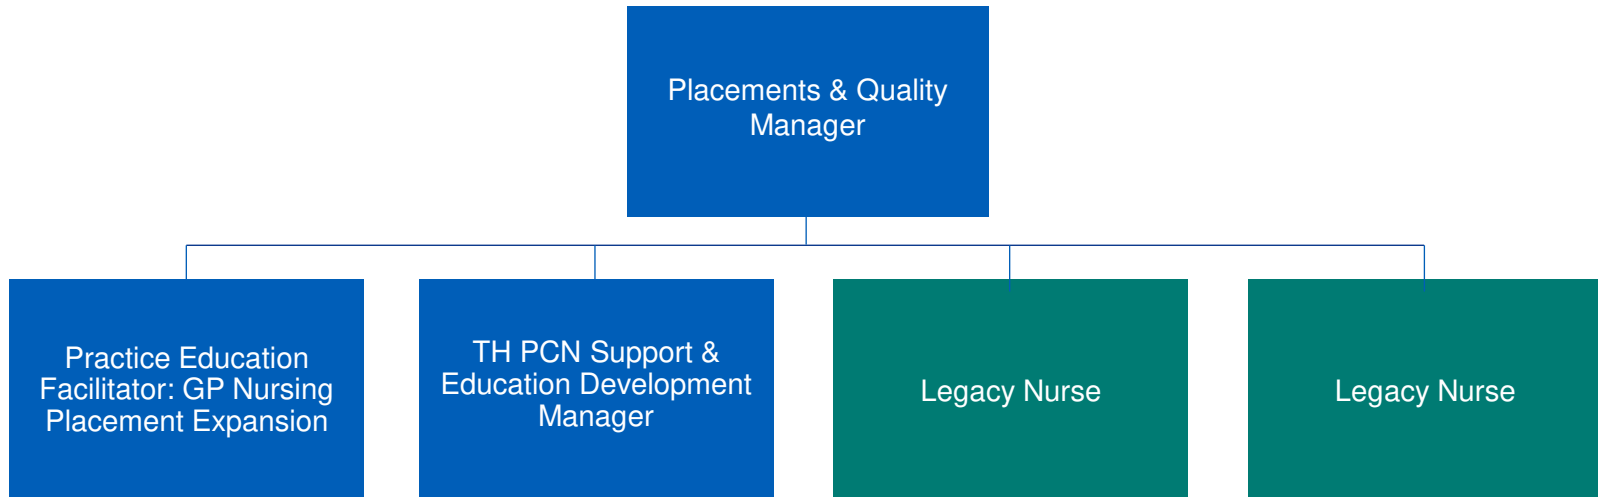 Placements & Quality
Manager
Practice Education
Facilitator: GP Nursing
Placement Expansion
TH PCN Support &
Education Development
Manager
Legacy Nurse
Legacy Nurse